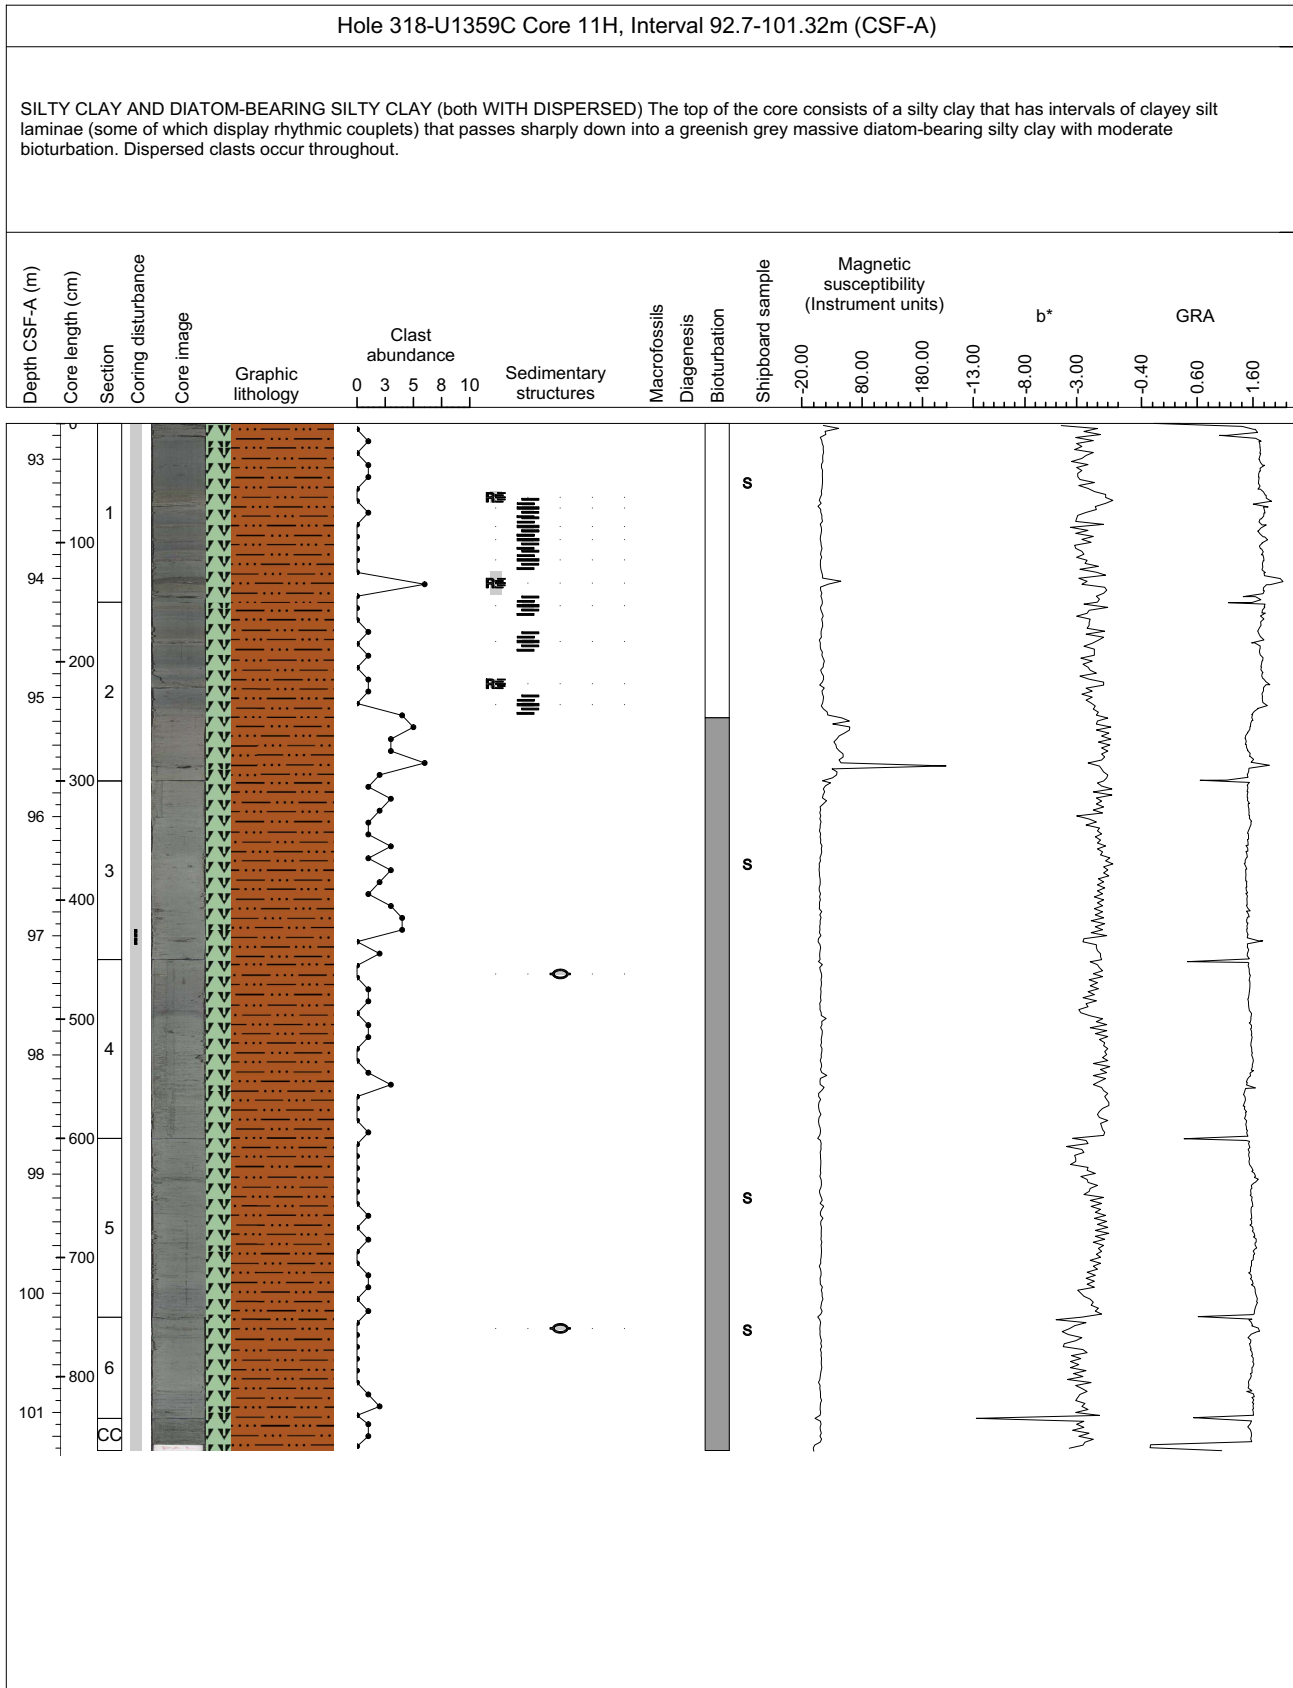 Hole 318-U1359C Core 11H, Interval 92.7-101.32m (CSF-A)
SILTY CLAY AND DIATOM-BEARING SILTY CLAY (both WITH DISPERSED) The top of the core consists of a silty clay that has intervals of clayey silt
laminae (some of which display rhythmic couplets) that passes sharply down into a greenish grey massive diatom-bearing silty clay with moderate
bioturbation. Dispersed clasts occur throughout.
Depth CSF-A (m)
Core length (cm)
Section
Coring disturbance
Core image
Graphic
lithology
Clast
abundance
0 3 5 8 10
Sedimentary
structures
Macrofossils
Diagenesis
Bioturbation
Shipboard sample
Magnetic
susceptibility
(Instrument units)
-20.00 80.00 180.00
b*
-13.00 -8.00 -3.00
GRA
-0.40 0.60 1.60
0
93
S
1
100
94
200
2
95
300
96
3
S
400
97
500
4
98
600
99
S
5
700
100
S
6
800
101
CC